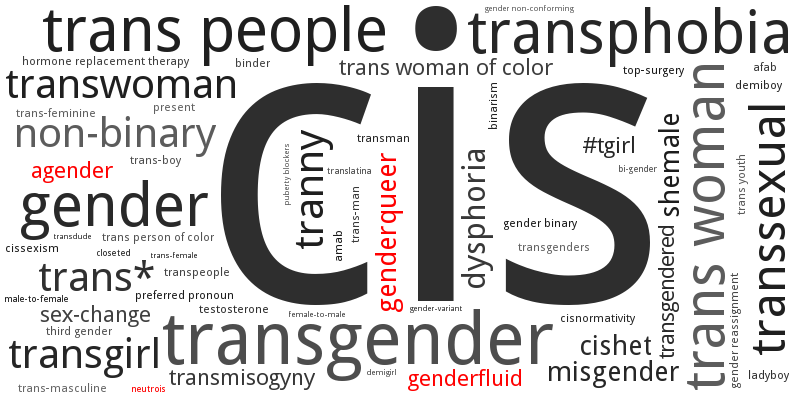 trans people
transphobia
gender non-conforming
hormone replacement therapy
binder
trans woman of color
top-surgery
afab
transwoman
demiboy
trans-feminine
present
binarism
non-binary
transman
#tgirl
trans woman
transsexual
agender
trans-boy
puberty blockers
tranny
translatina
genderqueer
dysphoria
bi-gender
shemale
trans youth
gender
cis
trans-man
amab
gender binary
transgendered
transdude
trans person of color
cissexism
closeted
trans-female
transgenders
trans*
transpeople
male-to-female
preferred pronoun
sex-change
testosterone
female-to-male
gender-variant
cisnormativity
gender reassignment
third gender
transgender
cishet
transgirl
transmisogyny
demigirl
genderfluid
misgender
ladyboy
trans-masculine
neutrois